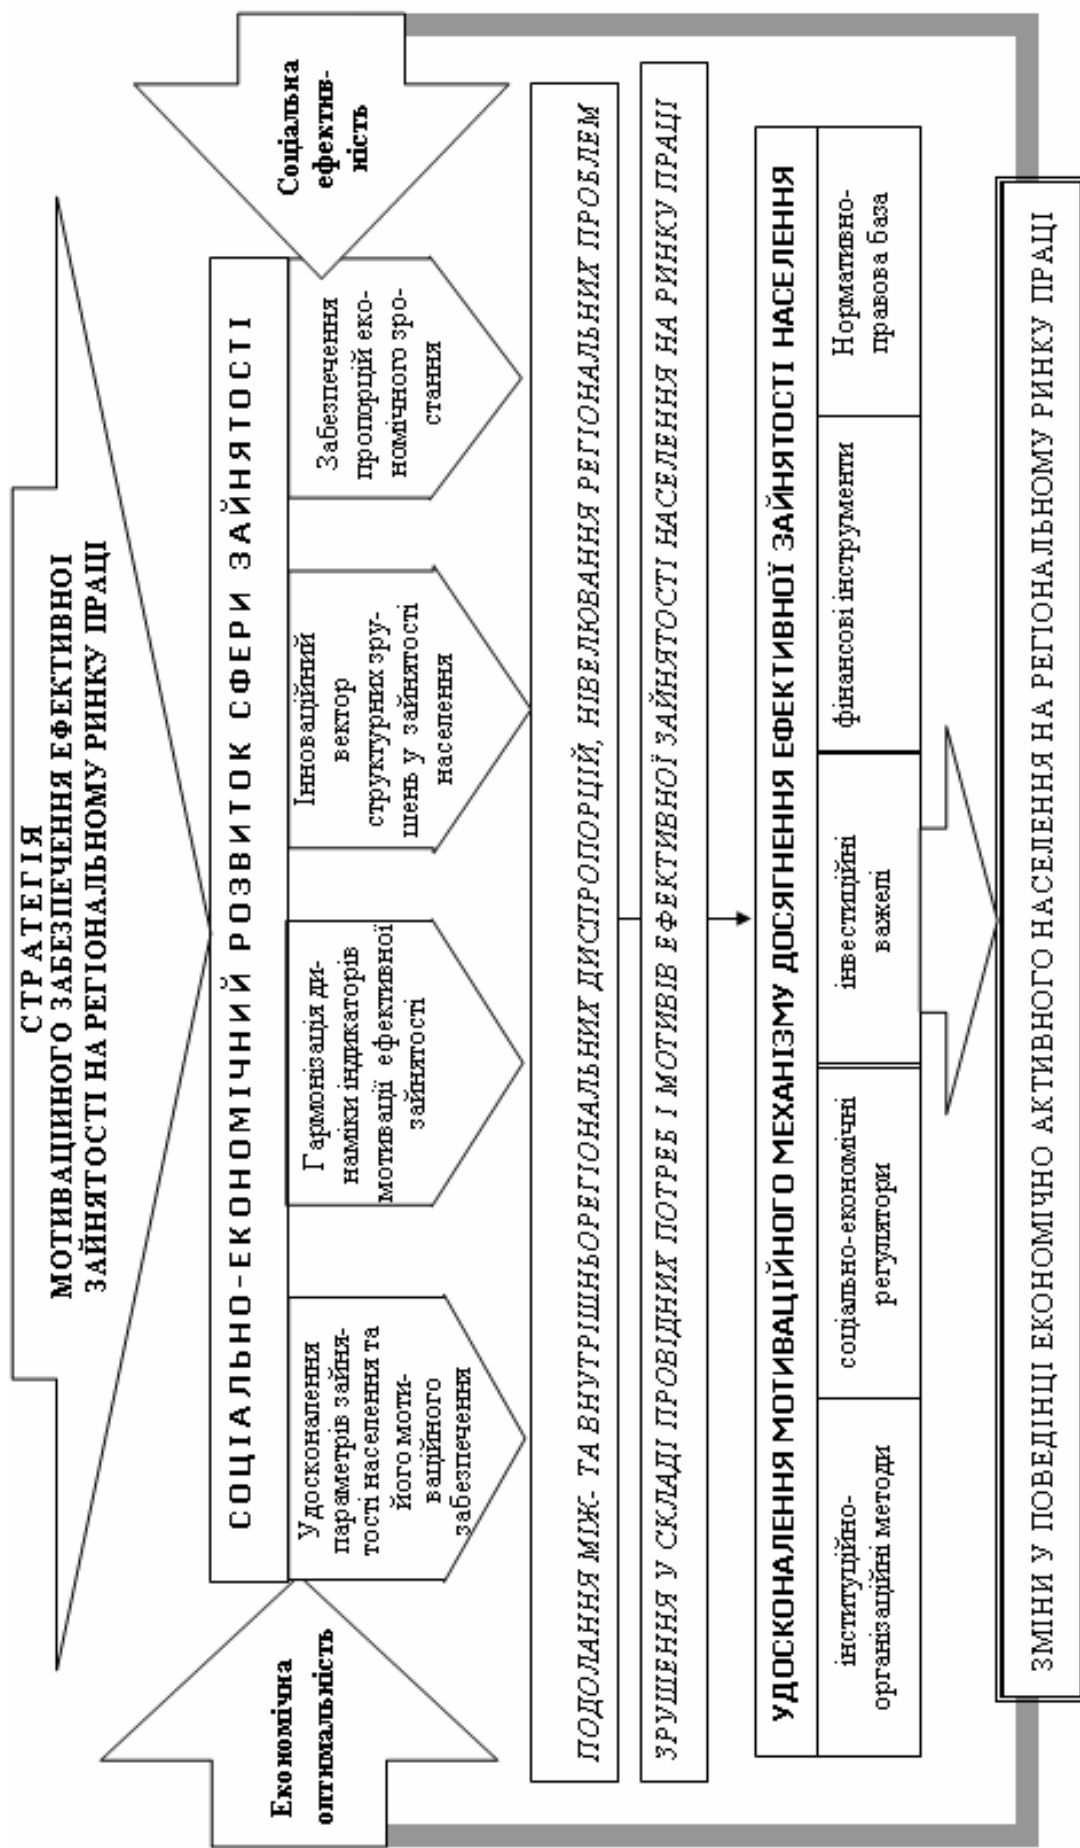 СТРАТЕГІЯ
МОТИВАЦІЙНОГО ЗАБЕЗПЕЧЕННЯ ЕФЕКТИВНОЇ
ЗАЙНЯТОСТІ НА РЕГІОНАЛЬНОМУ РИНКУ ПРАЦІ
Економічна
оптимальність
СОЦІАЛЬНО-ЕКОНОМІЧНИЙ РОЗВИТОК СФЕРИ ЗАЙНЯТОСТІ
Соціальна
ефектив-
ність
Удосконалення
параметрів зайня-
тості населення та
його моти-
ваційного
забезпечення
Гармонізація ди-
наміки індикаторів
мотивації ефективної
зайнятості
Інноваційний
вектор
структурних зру-
шень у зайнятості
населення
Забезпечення
пропорцій еко-
номічного зро-
стання
ПОДОЛАННЯ МІЖ- ТА ВНУТРІШНЬОРЕГІОНАЛЬНИХ ДИСПРОПОРЦІЙ, НІВЕЛЮВАННЯ РЕГІОНАЛЬНИХ ПРОБЛЕМ
ЗРУШЕННЯ У СКЛАДІ ПРОВІДНИХ ПОТРЕБ І МОТИВІВ ЕФЕКТИВНОЇ ЗАЙНЯТОСТІ НАСЕЛЕННЯ НА РИНКУ ПРАЦІ
УДОСКОНАЛЕННЯ МОТИВАЦІЙНОГО МЕХАНІЗМУ ДОСЯГНЕННЯ ЕФЕКТИВНОЇ ЗАЙНЯТОСТІ НАСЕЛЕННЯ
інституційно-
організаційні методи
соціально-економічні
регулятори
інвестиційні
важелі
фінансові інструменти
Нормативно-
правова база
ЗМІНИ У ПОВЕДІНЦІ ЕКОНОМІЧНО АКТИВНОГО НАСЕЛЕННЯ НА РЕГІОНАЛЬНОМУ РИНКУ ПРАЦІ